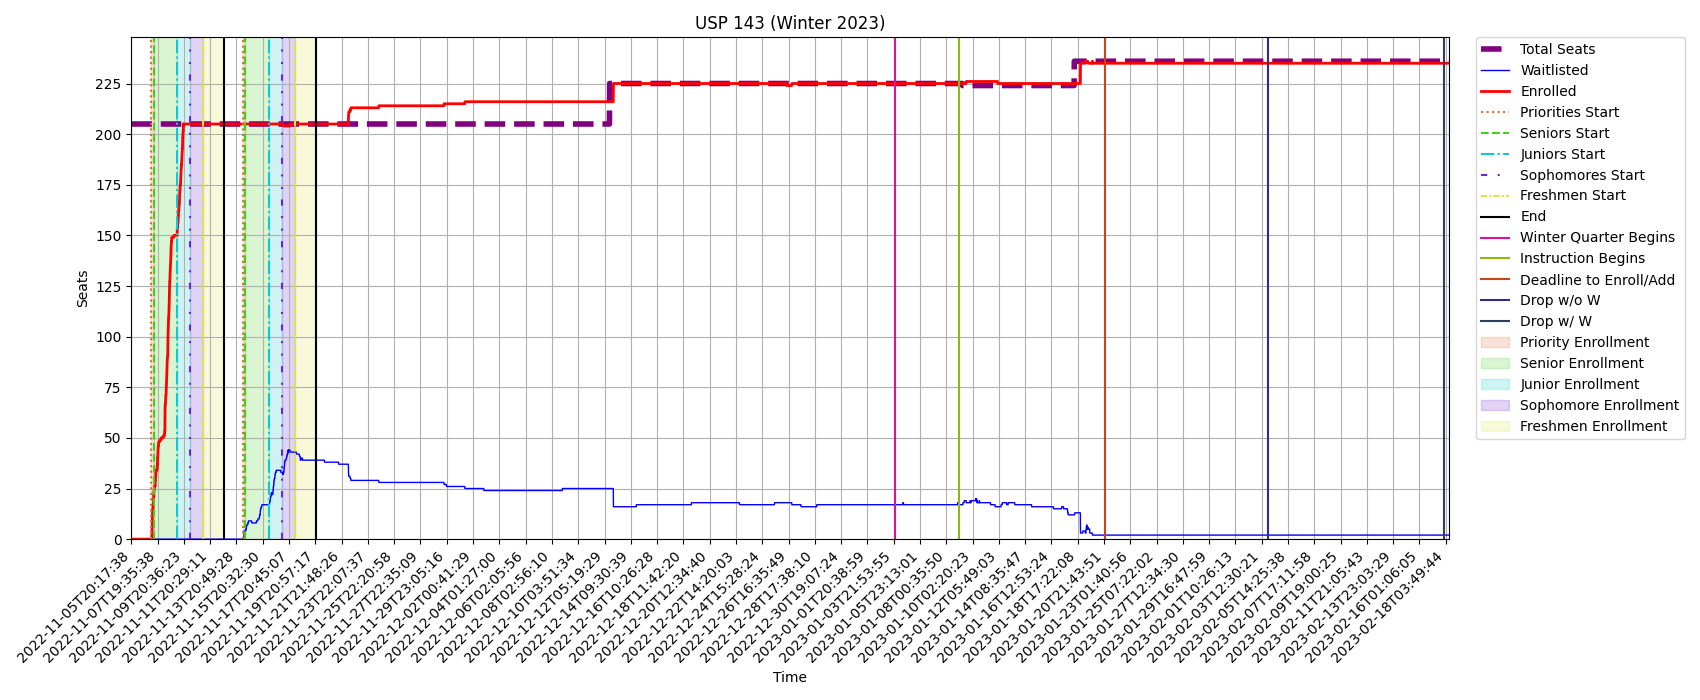 USP 143 (Winter 2023)
Seats
225
200
175
150
125
100
75
50
25
0
2022-11-05T20:17:38
2022-11-07T19:35:38
2022-11-09T20:36:23
2022-11-11T20:29:11
2022-11-13T20:49:28
2022-11-15T20:32:30
2022-11-17T20:45:07
2022-11-19T20:57:17
2022-11-21T21:48:26
2022-11-23T22:07:37
2022-11-25T22:20:58
2022-11-27T22:35:09
2022-11-29T23:05:16
2022-12-02T00:41:29
2022-12-04T01:27:00
2022-12-06T02:05:56
2022-12-08T02:56:10
2022-12-10T03:51:34
2022-12-12T05:19:29
2022-12-14T09:30:39
2022-12-16T10:26:28
2022-12-18T11:42:20
2022-12-20T12:34:40
2022-12-22T14:20:03
2022-12-24T15:28:24
2022-12-26T16:35:49
2022-12-28T17:38:10
2022-12-30T19:07:24
2023-01-01T20:38:59
2023-01-03T21:53:55
2023-01-05T23:13:01
2023-01-08T00:35:50
2023-01-10T02:20:23
2023-01-12T05:49:03
2023-01-14T08:35:47
2023-01-16T12:53:24
2023-01-18T17:22:08
2023-01-20T21:43:51
2023-01-23T01:40:56
2023-01-25T07:22:02
2023-01-27T12:34:30
2023-01-29T16:47:59
2023-02-01T10:26:13
2023-02-03T12:30:21
2023-02-05T14:25:38
2023-02-07T17:11:58
2023-02-09T19:00:25
2023-02-11T21:05:43
2023-02-13T23:03:29
2023-02-16T01:06:05
2023-02-18T03:49:44
Time
Total Seats
Waitlisted
Enrolled
Priorities Start
Seniors Start
Juniors Start
Sophomores Start
Freshmen Start
End
Winter Quarter Begins
Instruction Begins
Deadline to Enroll/Add
Drop w/o W
Drop w/ W
Priority Enrollment
Senior Enrollment
Junior Enrollment
Sophomore Enrollment
Freshmen Enrollment